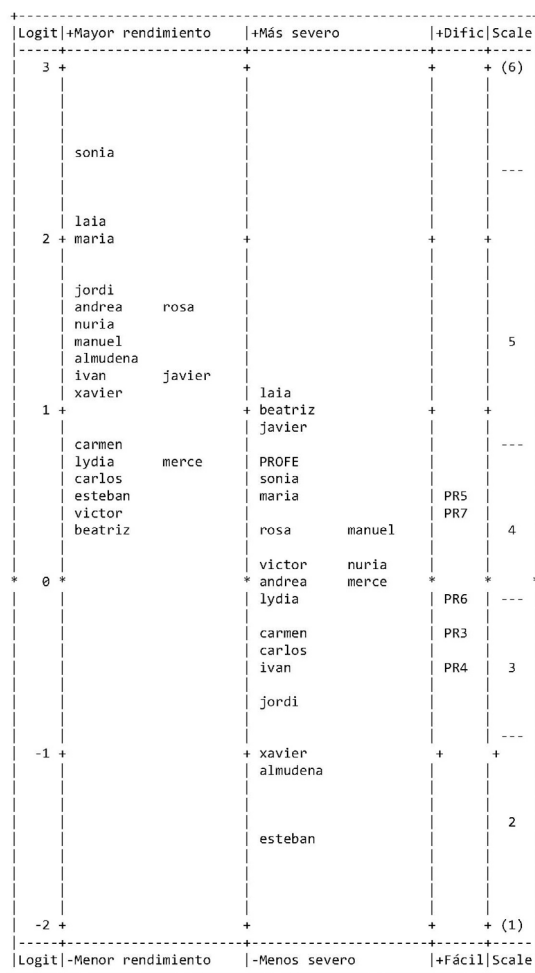 Logit +Mayor rendimiento +Más severo +Dific Scale
3 + + + + (6)
sonia
---
laia
2 + maria + + +
jordi
andrea rosa
nuria
manuel 5
almudena
ivan javier
xavier laia
1 + + beatriz + +
javier
carmen ---
lydia merce PROFE
carlos sonia
esteban maria PR5
victor PR7
beatriz rosa manuel 4
victor nuria
* 0 * * andrea merce * * *
lydia PR6 ---
carmen PR3
carlos
ivan PR4 3
jordi
---
-1 + + xavier + +
almudena
2
esteban
-2 + + + + (1)
Logit -Menor rendimiento -Menos severo +Fácil Scale